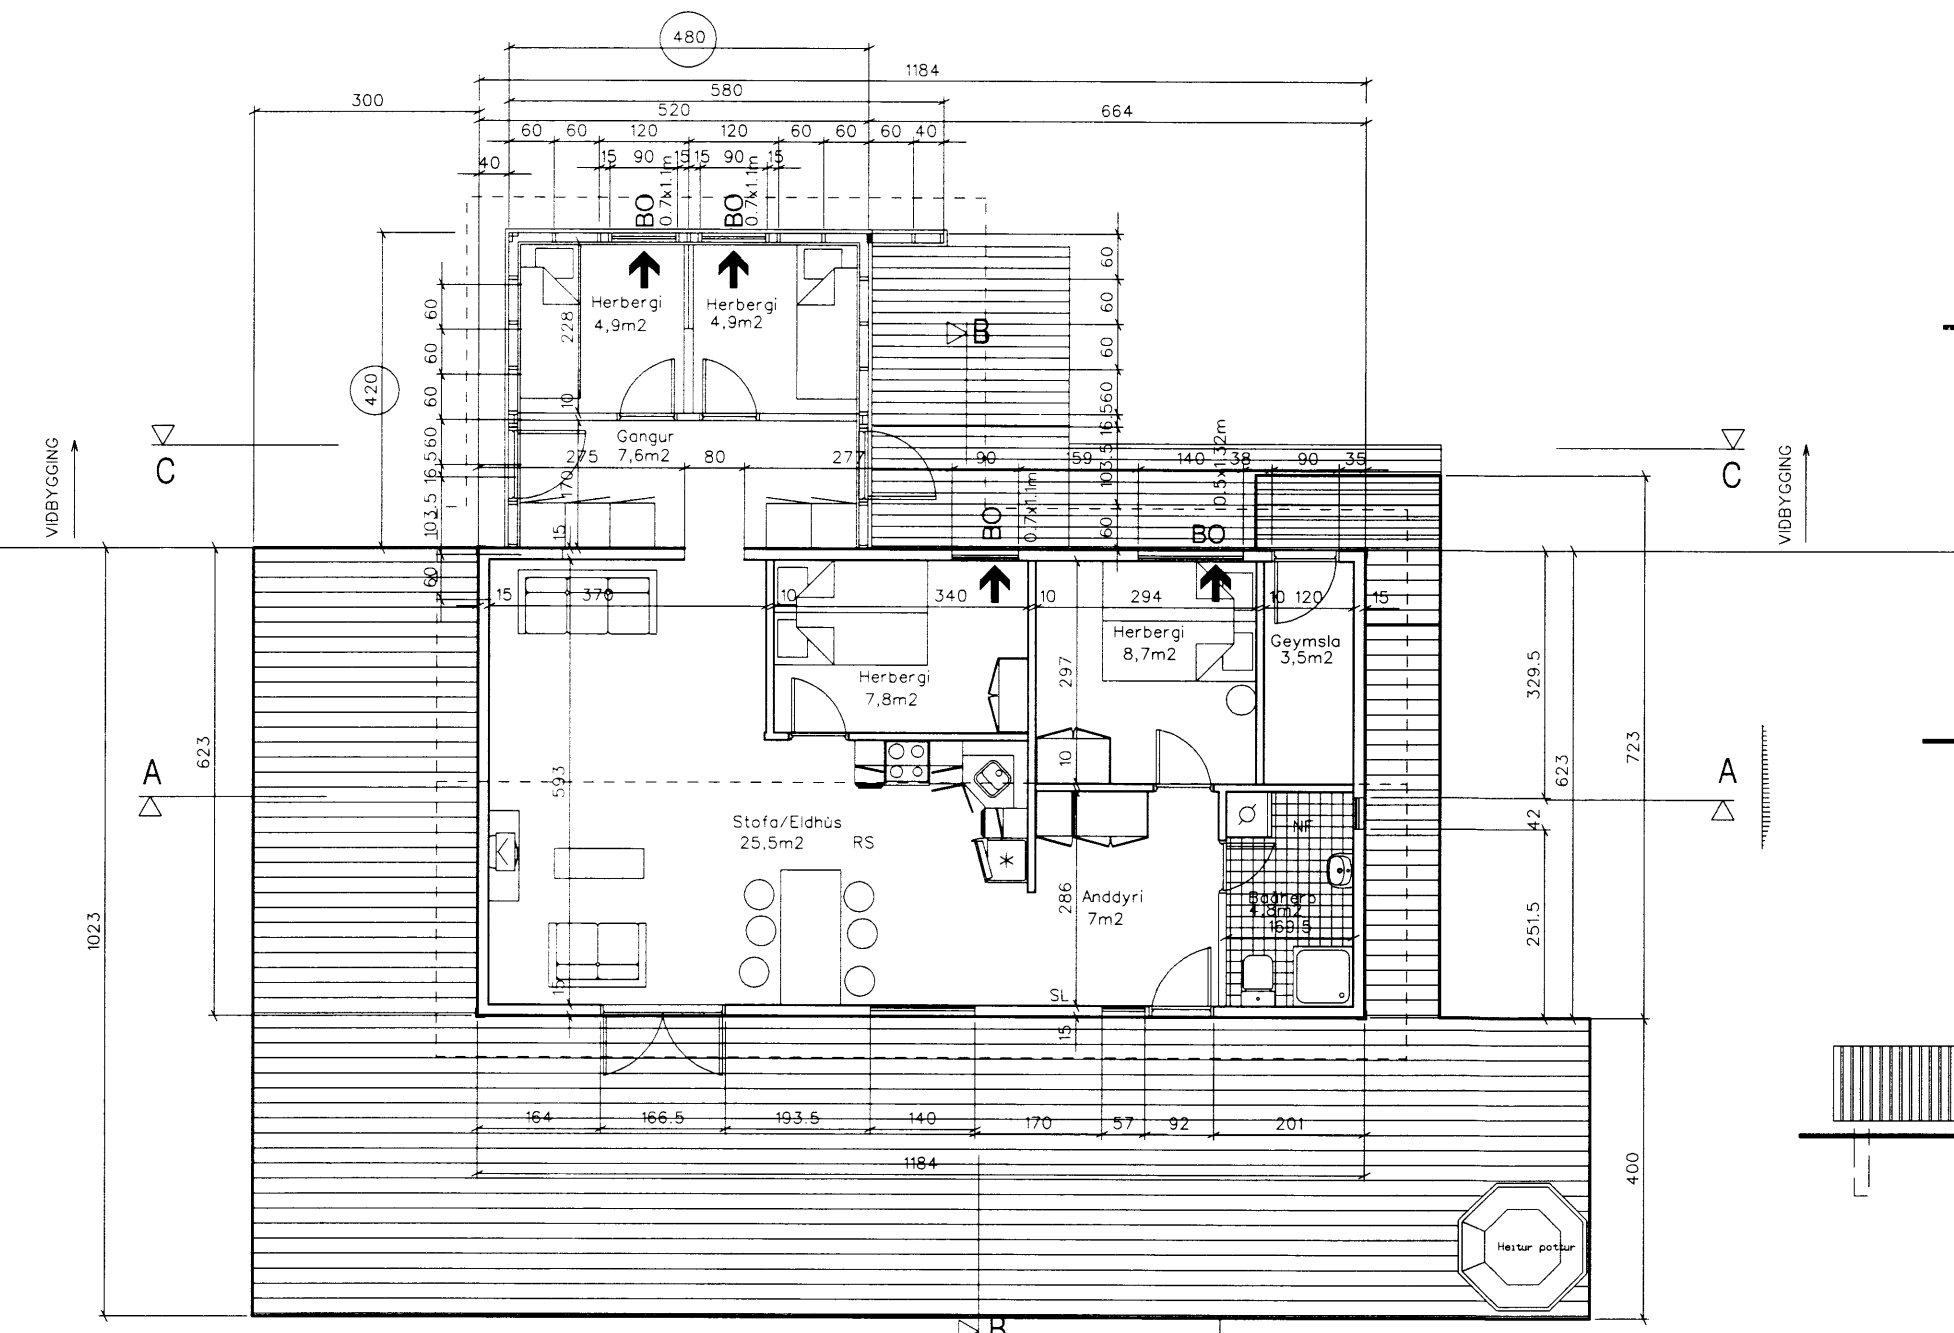 480
1184
300
580
520
664
60 60 120 120 60 60 60 40
40
15 90 15 15 90 15
BO
0.7x1.1m
BO
0.7x1.1m
Herbergi
4,9m2
Herbergi
4,9m2
228
10
B
60
60
60
16.5 60
103.5
60
420
60
60
60
16.5 60
103.5
60
VIÐBYGGING
C
C
VIÐBYGGING
Gangur
7,6m2
275
80
277
170
15
90
59
140
38
90
35
BO
0.7x1.1m
BO
0.5x1.32m
15
370
10
340
10
294
10
120
15
Herbergi
8,7m2
Geymsla
3,5m2
Herbergi
7,8m2
297
10
329.5
623
723
623
A
A
593
42
Stofa/Eldhùs
25,5m2
RS
NF
Anddyri
7m2
286
Baðherb
4,8m2
169.5
251.5
1023
15
SL
15
164
166.5
193.5
140
170
57
92
201
1184
400
Heitur pottur
B